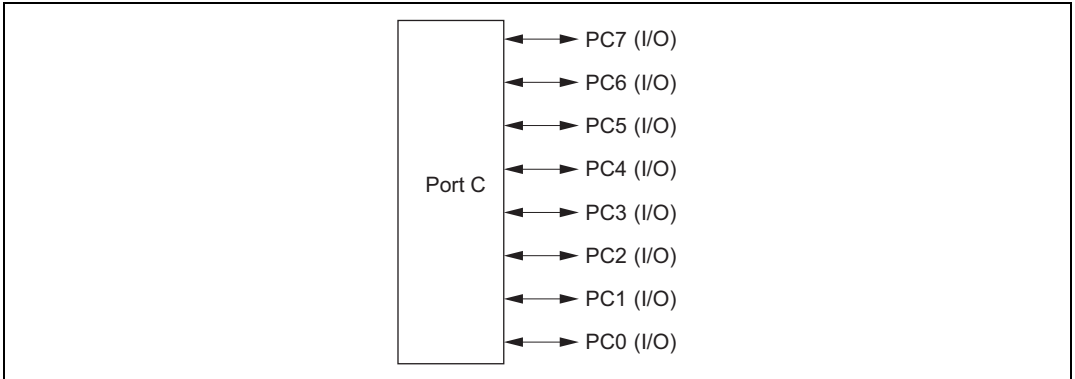 PC7 (I/O)
PC6 (I/O)
PC5 (I/O)
PC4 (I/O)
Port C
PC3 (I/O)
PC2 (I/O)
PC1 (I/O)
PC0 (I/O)